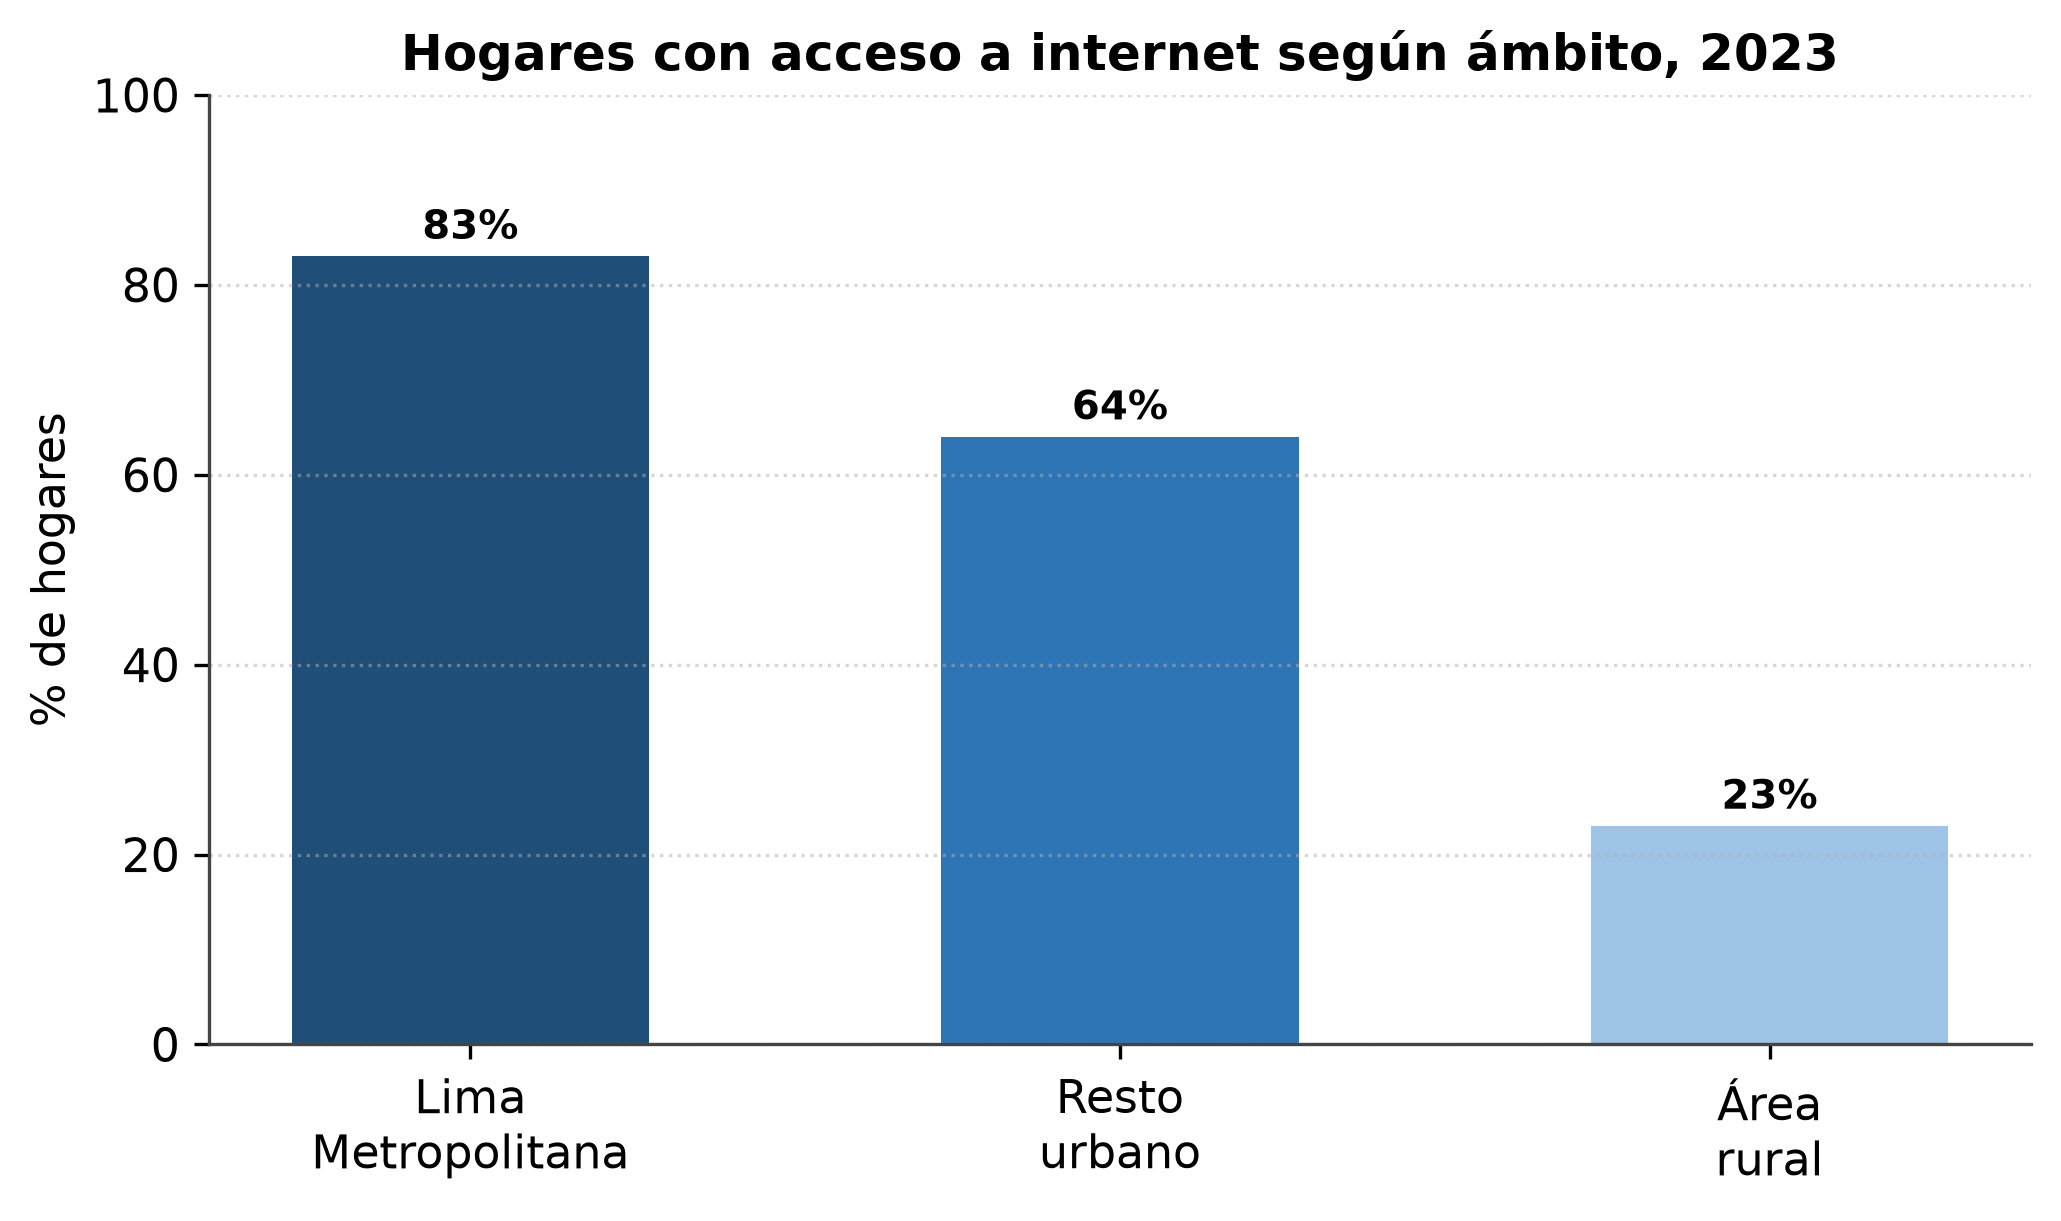 Hogares con acceso a internet según ámbito, 2023
% de hogares
100
80
60
40
20
0
83%
64%
23%
Lima
Metropolitana
Resto
urbano
Área
rural